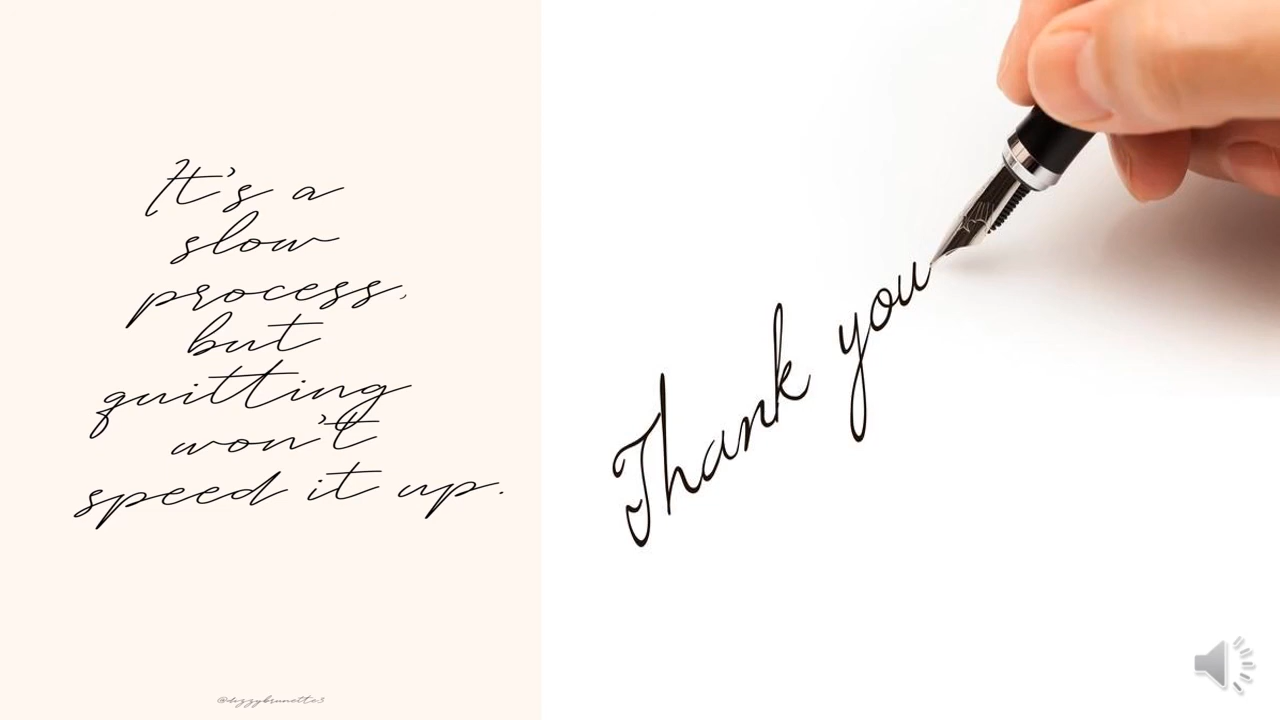 It's a
slow
process,
but
quitting
won't
speed it up.
Thank you